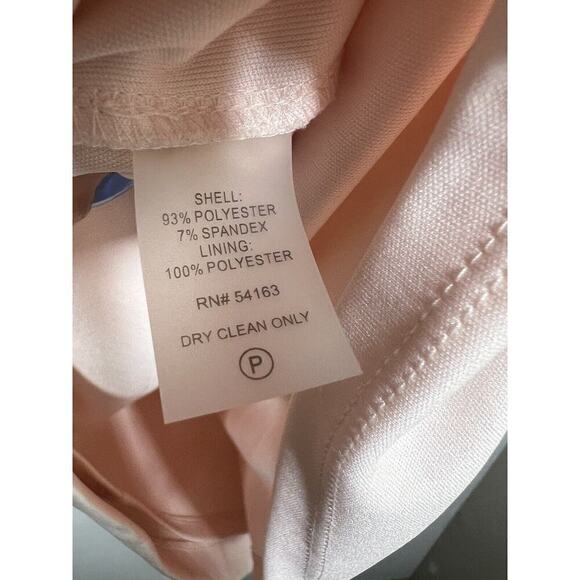 SHELL:
93% POLYESTER
7% SPANDEX
LINING:
100% POLYESTER
RN# 54163
DRY CLEAN ONLY
P